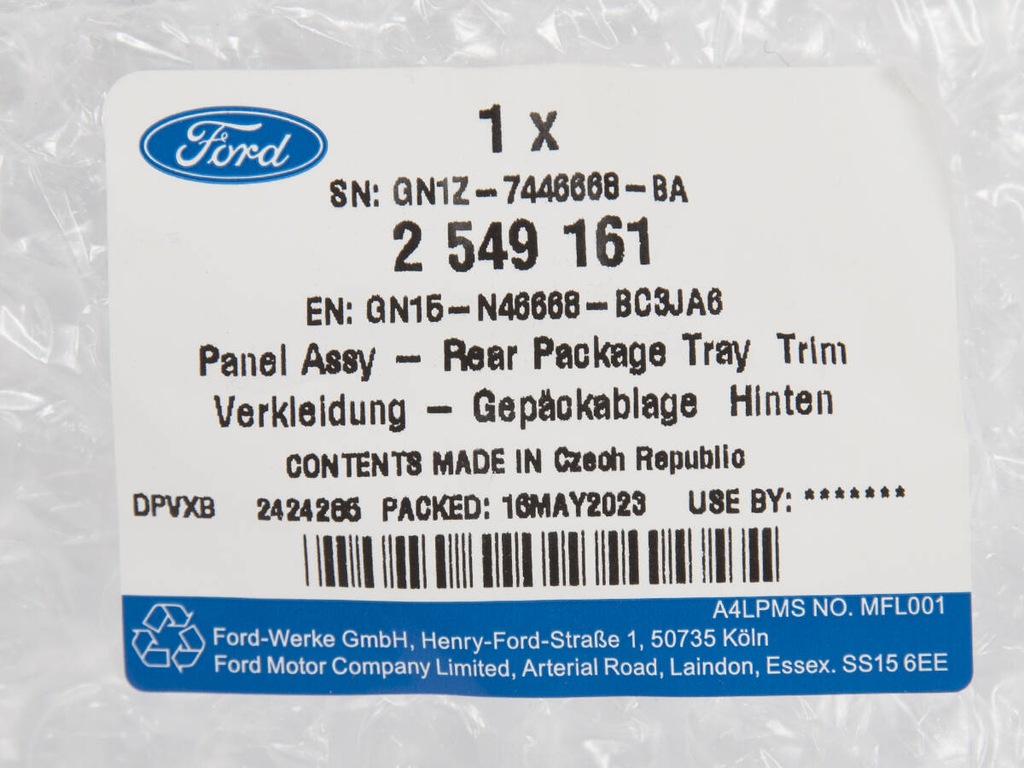 Ford
1 x
SN: GN1Z-7446668-BA
2 549 161
EN: GN15-N46668-BC3JA6
Panel Assy - Rear Package Tray Trim
Verkleidung - Gepäckablage Hinten
CONTENTS MADE IN Czech Republic
DPVXB 2424285 PACKED: 16MAY2023 USE BY: *******
A4LPMS NO. MFL001
Ford-Werke GmbH, Henry-Ford-Straße 1, 50735 Köln
Ford Motor Company Limited, Arterial Road, Laindon, Essex. SS15 6EE